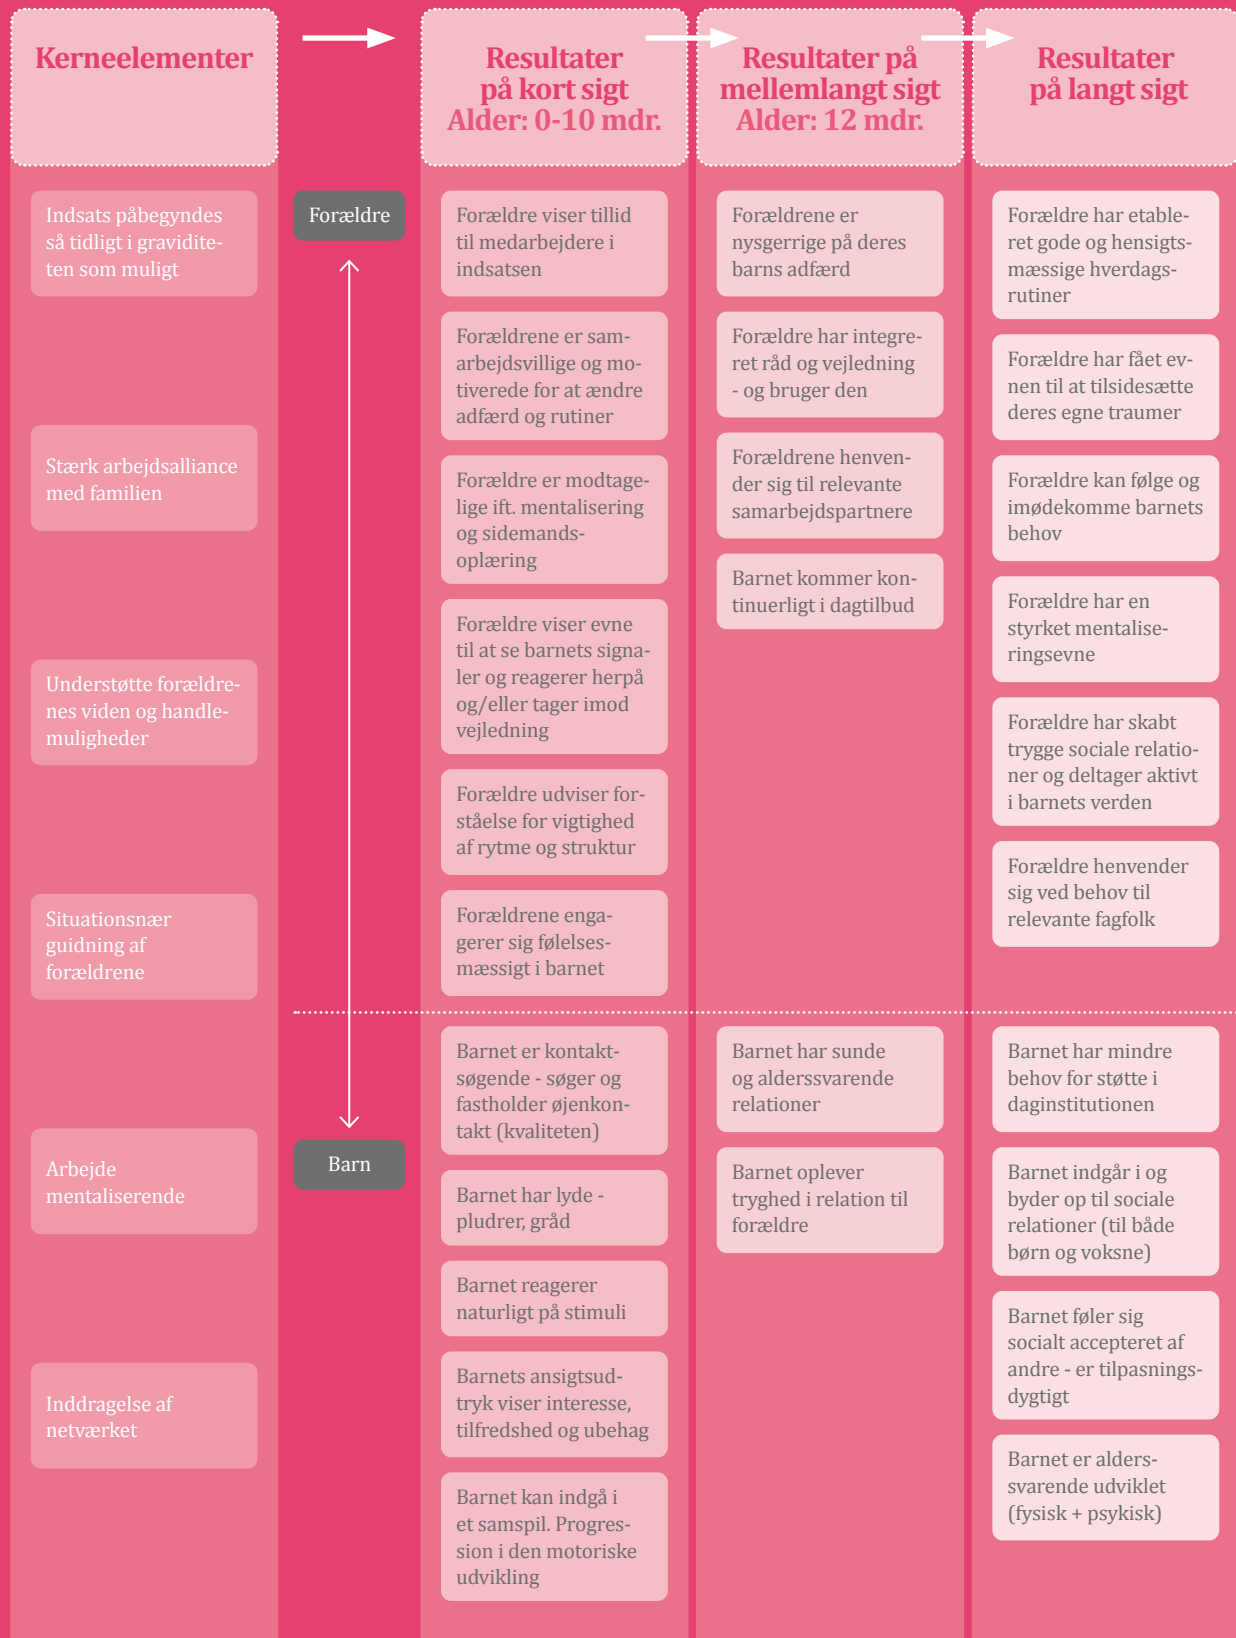 Kerneelementer
Indsats påbegyndes
så tidligt i gravidite-
ten som muligt
Stærk arbejdsalliance
med familien
Understøtte forældre-
nes viden og handle-
muligheder
Situationsnær
guidning af
forældrene
Arbejde
mentaliserende
Inddragelse af
netværket
Forældre
Barn
Resultater
på kort sigt
Alder: 0-10 mdr.
Forældre viser tillid
til medarbejdere i
indsatsen
Forældrene er sam-
arbejdsvillige og mo-
tiverede for at ændre
adfærd og rutiner
Forældre er modtage-
lige ift. mentalisering
og sidemands-
oplæring
Forældre viser evne
til at se barnets signa-
ler og reagerer herpå
og/eller tager imod
vejledning
Forældre udviser for-
ståelse for vigtighed
af rytme og struktur
Forældrene enga-
gerer sig følelses-
mæssigt i barnet
Barnet er kontakt-
søgende - søger og
fastholder øjenkon-
takt (kvaliteten)
Barnet har lyde -
pludrer, gråd
Barnet reagerer
naturligt på stimuli
Barnets ansigtsud-
tryk viser interesse,
tilfredshed og ubehag
Barnet kan indgå i
et samspil. Progres-
sion i den motoriske
udvikling
Resultater på
mellemlangt sigt
Alder: 12 mdr.
Forældrene er
nysgerrige på deres
barns adfærd
Forældre har integre-
ret råd og vejledning
- og bruger den
Forældrene henven-
der sig til relevante
samarbejdspartnere
Barnet kommer kon-
tinuerligt i dagtilbud
Barnet har sunde
og alderssvarende
relationer
Barnet oplever
tryghed i relation til
forældre
Resultater
på langt sigt
Forældre har etable-
ret gode og hensigts-
mæssige hverdags-
rutiner
Forældre har fået ev-
nen til at tilsidesætte
deres egne traumer
Forældre kan følge og
imødekomme barnets
behov
Forældre har en
styrket mentalise-
ringsevne
Forældre har skabt
trygge sociale relatio-
ner og deltager aktivt
i barnets verden
Forældre henvender
sig ved behov til
relevante fagfolk
Barnet har mindre
behov for støtte i
daginstitutionen
Barnet indgår i og
byder op til sociale
relationer (til både
børn og voksne)
Barnet føler sig
socialt accepteret af
andre - er tilpasnings-
dygtigt
Barnet er alders-
svarende udviklet
(fysisk + psykisk)